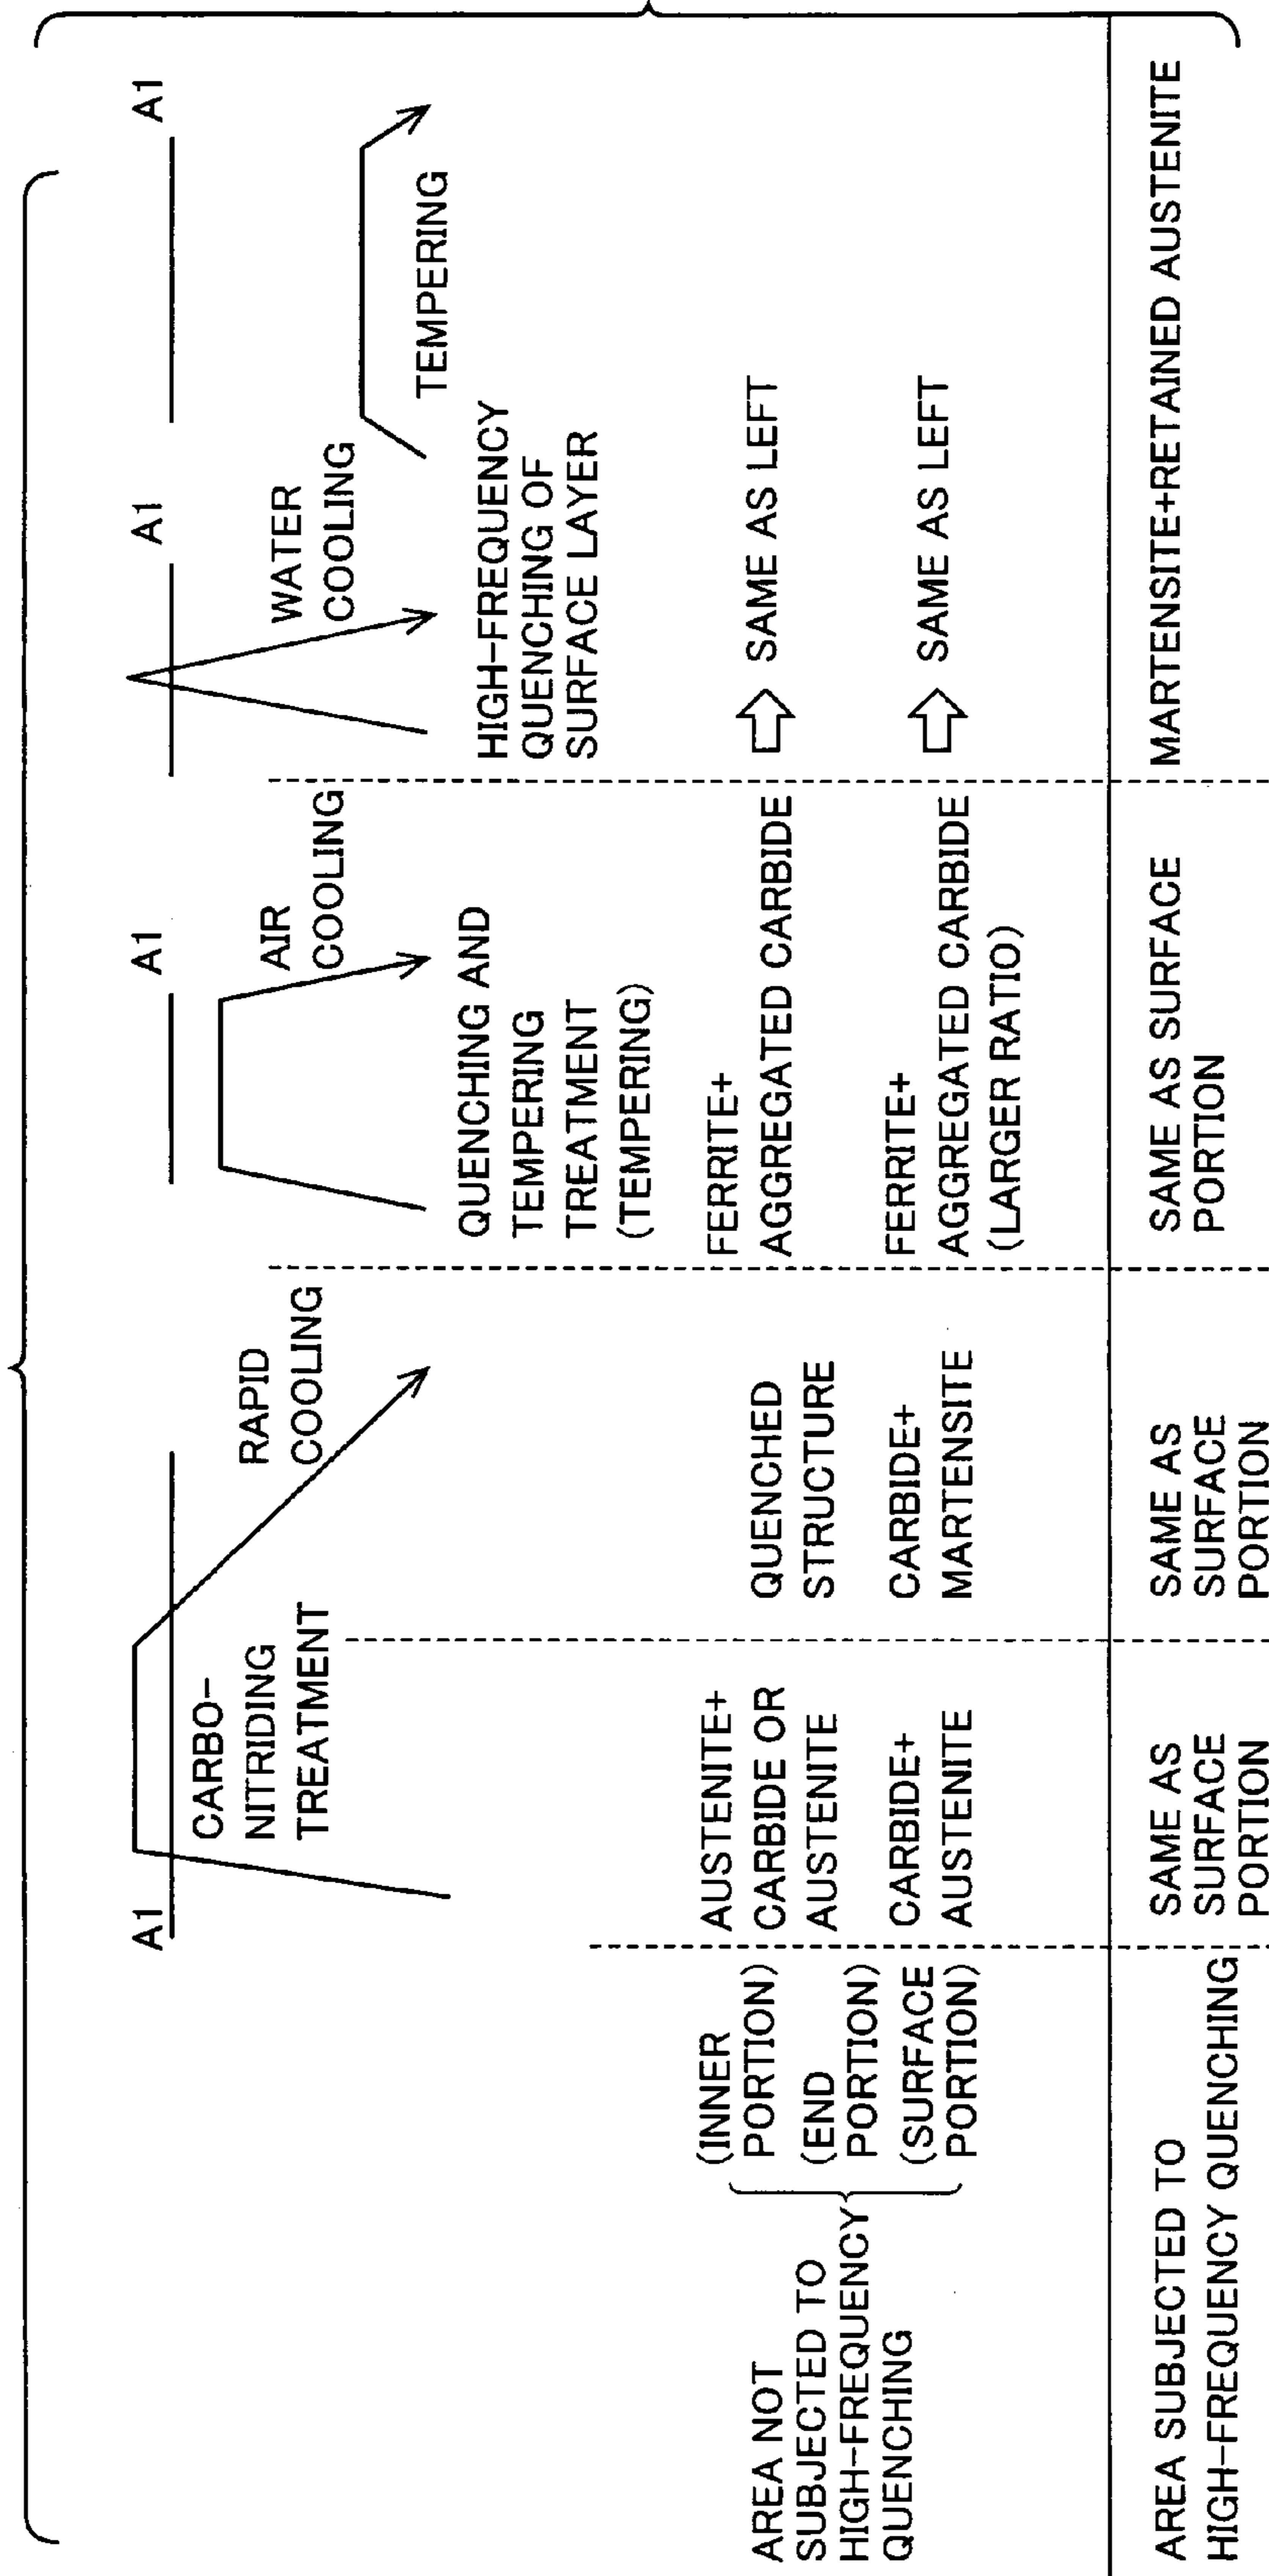 A1
CARBO-
NITRIDING
TREATMENT
RAPID
COOLING
A1
AIR
COOLING
QUENCHING AND
TEMPERING
TREATMENT
(TEMPERING)
A1
WATER
COOLING
HIGH-FREQUENCY
QUENCHING OF
SURFACE LAYER
A1
TEMPERING
AREA NOT
SUBJECTED TO
HIGH-FREQUENCY
QUENCHING
(INNER
PORTION)
(END
PORTION)
(SURFACE
PORTION)
AUSTENITE+
CARBIDE OR
AUSTENITE
CARBIDE+
AUSTENITE
QUENCHED
STRUCTURE
CARBIDE+
MARTENSITE
FERRITE+
AGGREGATED CARBIDE
FERRITE+
AGGREGATED CARBIDE
(LARGER RATIO)
SAME AS LEFT
SAME AS LEFT
AREA SUBJECTED TO
HIGH-FREQUENCY QUENCHING
SAME AS
SURFACE
PORTION
SAME AS
SURFACE
PORTION
SAME AS SURFACE
PORTION
MARTENSITE+RETAINED AUSTENITE